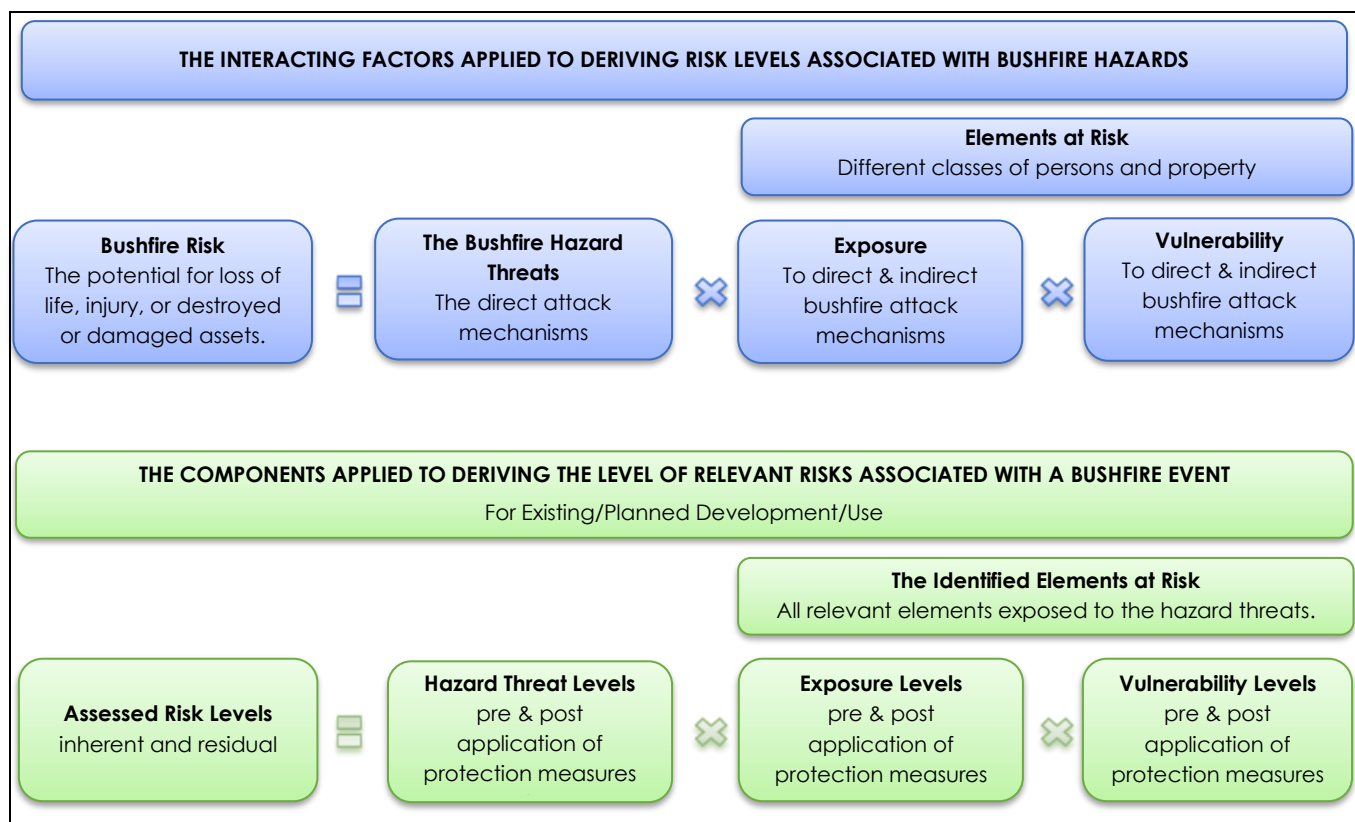 THE INTERACTING FACTORS APPLIED TO DERIVING RISK LEVELS ASSOCIATED WITH BUSHFIRE HAZARDS
Elements at Risk
Different classes of persons and property
Bushfire Risk
The potential for loss of
life, injury, or destroyed
or damaged assets.
The Bushfire Hazard
Threats
The direct attack
mechanisms
Exposure
To direct & indirect
bushfire attack
mechanisms
Vulnerability
To direct & indirect
bushfire attack
mechanisms
THE COMPONENTS APPLIED TO DERIVING THE LEVEL OF RELEVANT RISKS ASSOCIATED WITH A BUSHFIRE EVENT
For Existing/Planned Development/Use
The Identified Elements at Risk
All relevant elements exposed to the hazard threats.
Assessed Risk Levels
inherent and residual
Hazard Threat Levels
pre & post
application of
protection measures
Exposure Levels
pre & post
application of
protection measures
Vulnerability Levels
pre & post
application of
protection measures